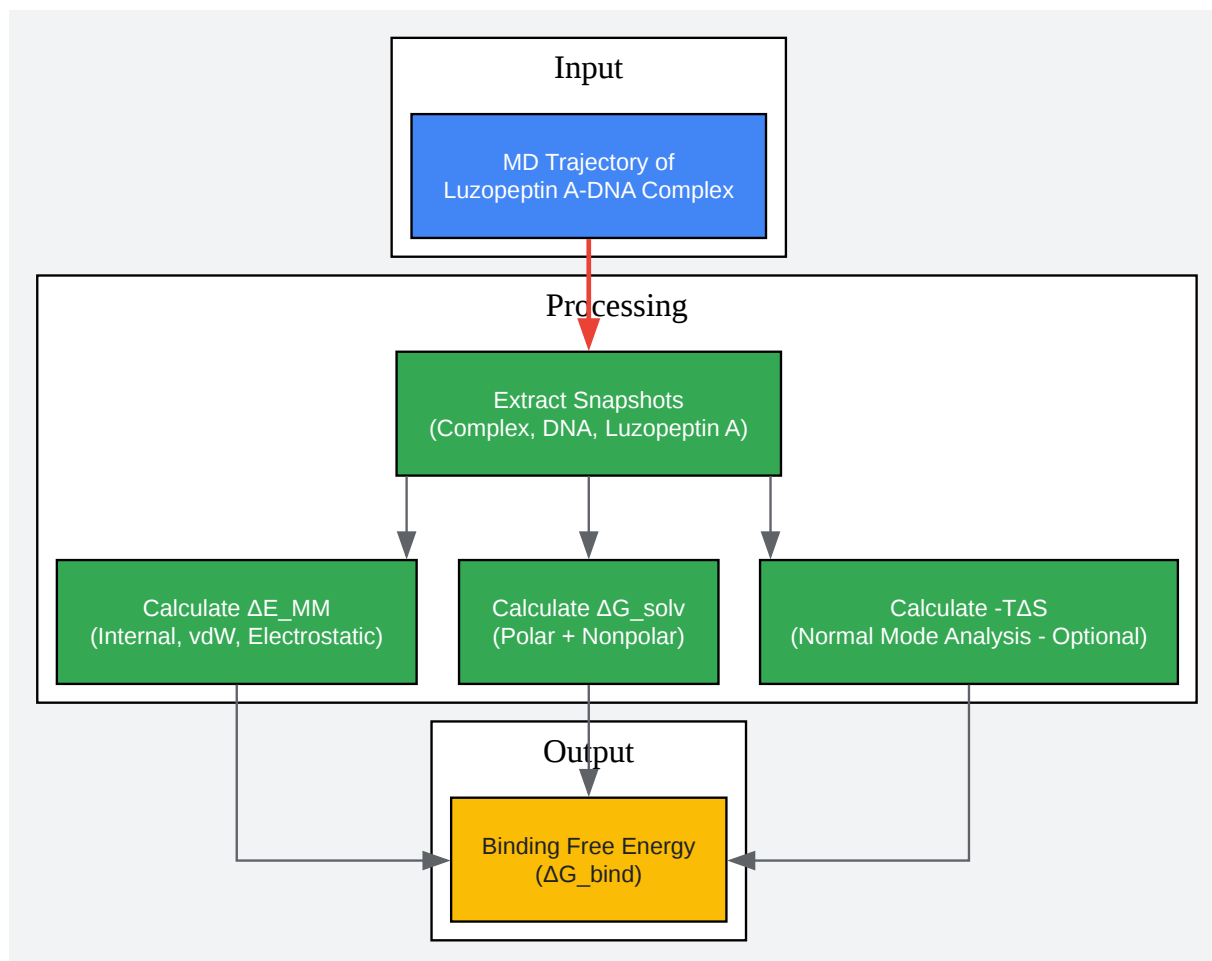 Input
MD Trajectory of
Luzopeptin A-DNA Complex
Processing
Extract Snapshots
(Complex, DNA, Luzopeptin A)
Calculate ΔE_MM
(Internal, vdW, Electrostatic)
Calculate ΔG_solv
(Polar + Nonpolar)
Calculate -TΔS
(Normal Mode Analysis - Optional)
Output
Binding Free Energy
(ΔG_bind)